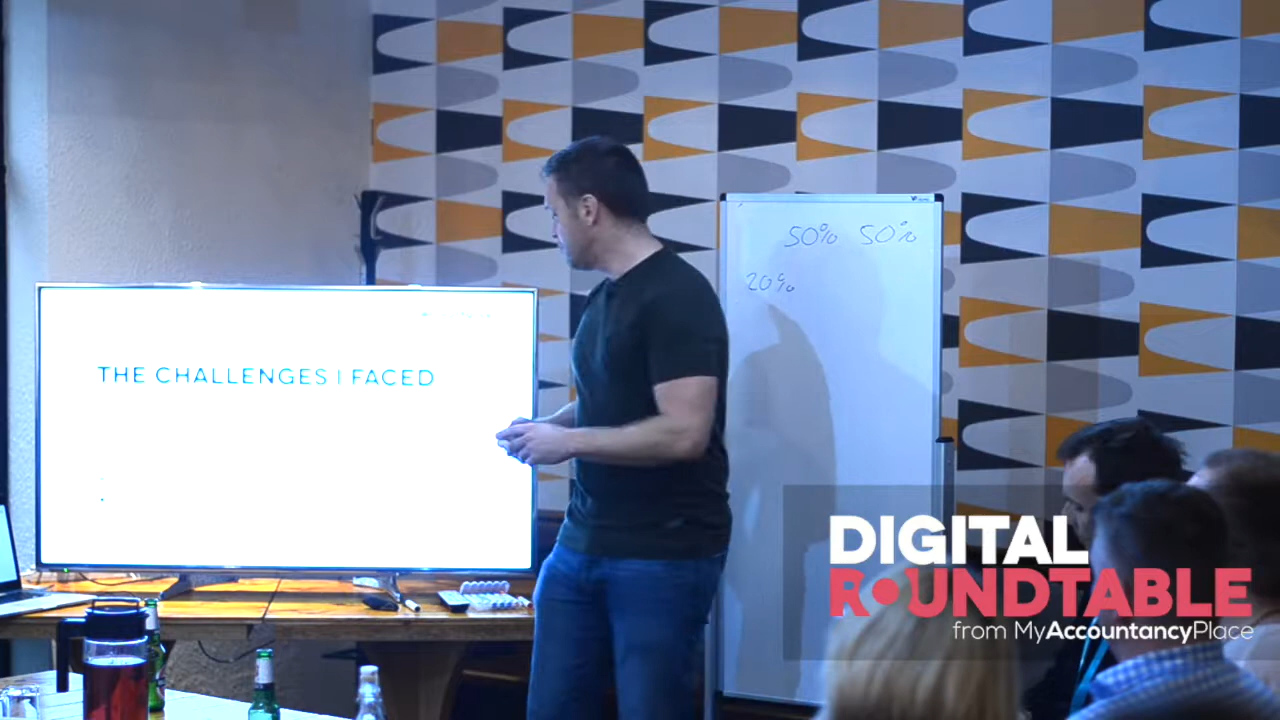 THE CHALLENGES I FACED
50% 50%
20%
DIGITAL
ROUNDTABLE
from MyAccountancyPlace